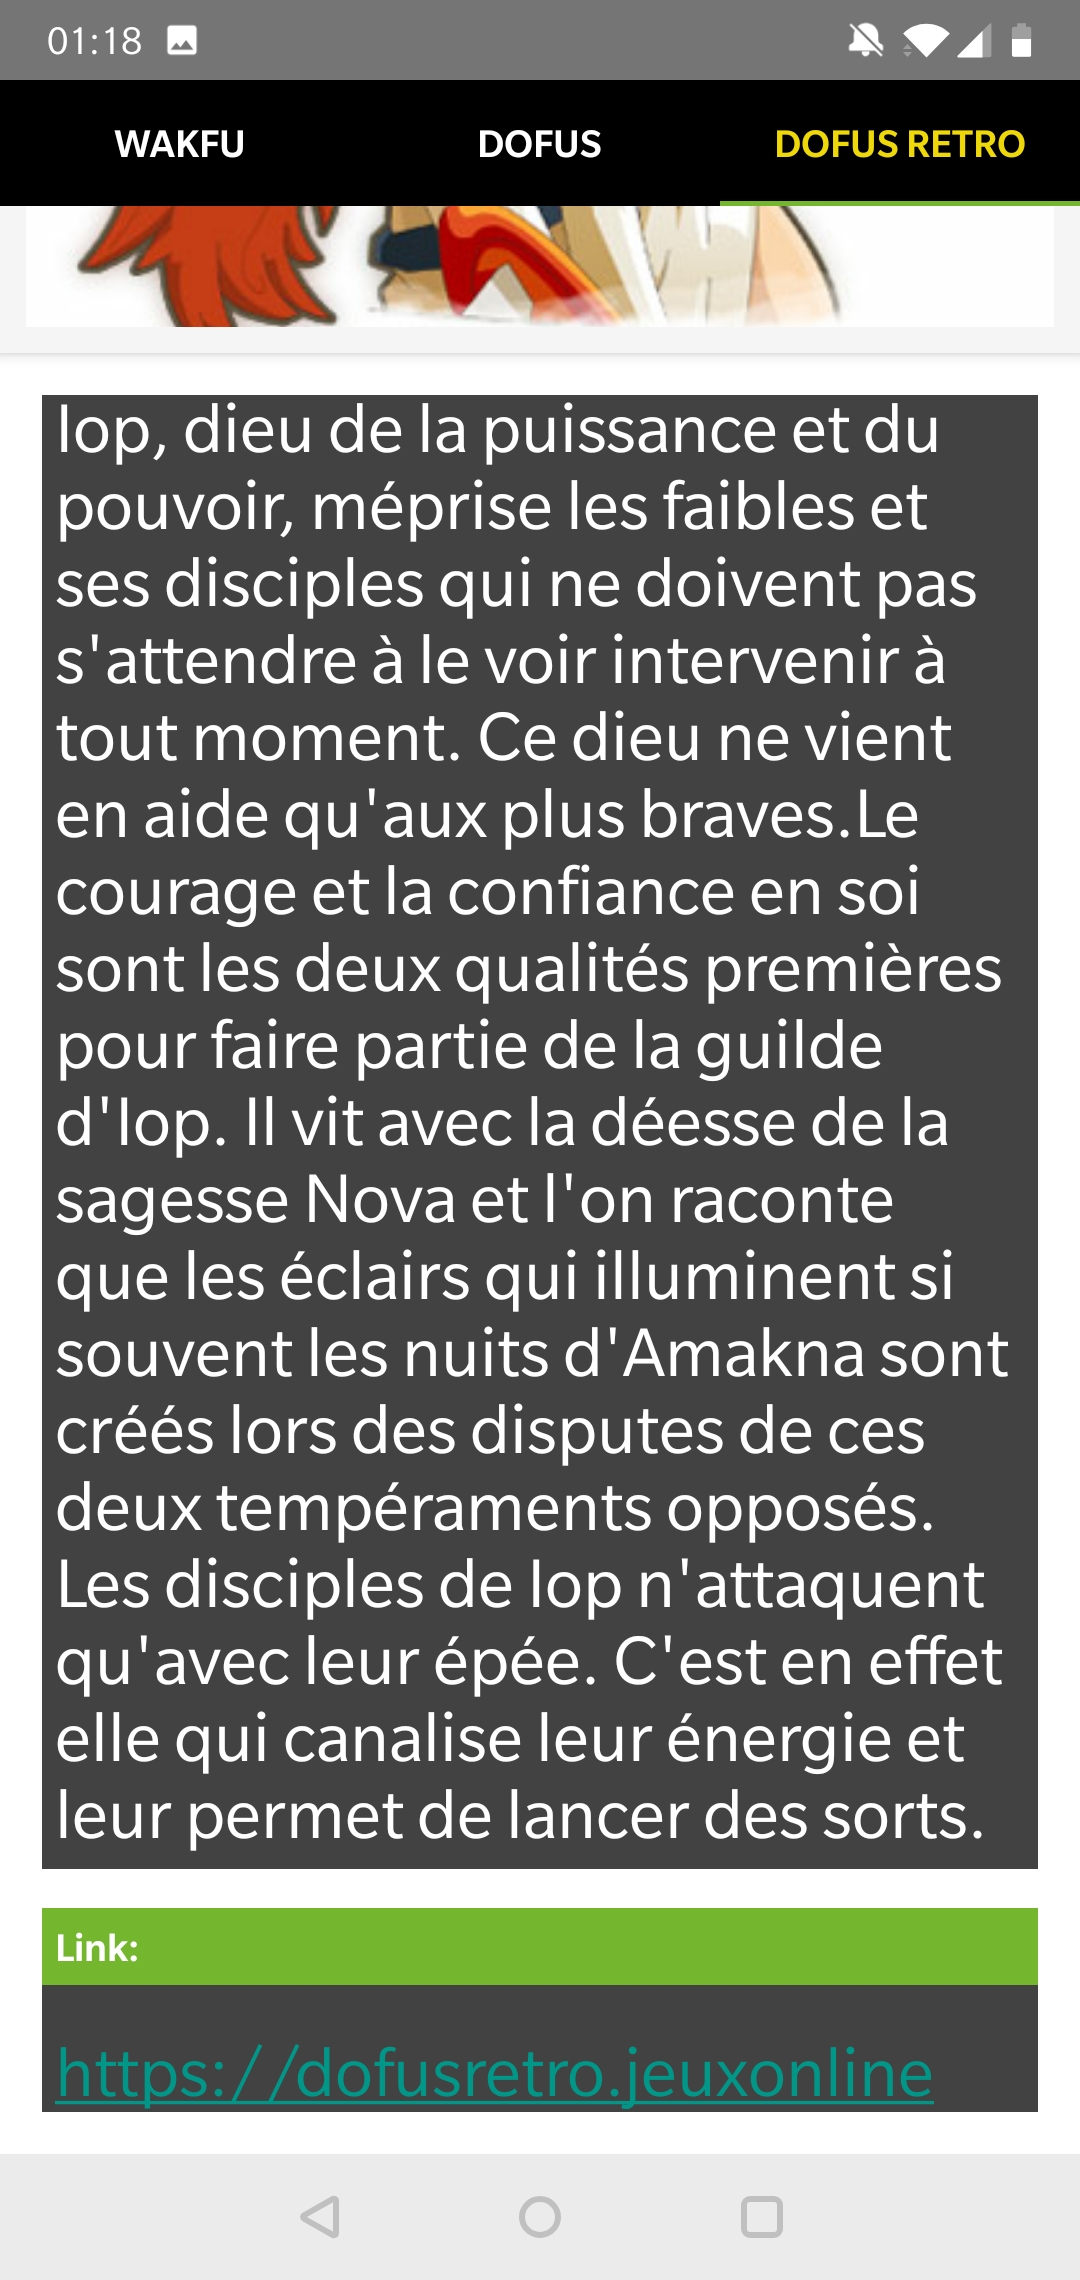 01:18
WAKFU DOFUS DOFUS RETRO
Iop, dieu de la puissance et du
pouvoir, méprise les faibles et
ses disciples qui ne doivent pas
s'attendre à le voir intervenir à
tout moment. Ce dieu ne vient
en aide qu'aux plus braves.Le
courage et la confiance en soi
sont les deux qualités premières
pour faire partie de la guilde
d'Iop. Il vit avec la déesse de la
sagesse Nova et l'on raconte
que les éclairs qui illuminent si
souvent les nuits d'Amakna sont
créés lors des disputes de ces
deux tempéraments opposés.
Les disciples de Iop n'attaquent
qu'avec leur épée. C'est en effet
elle qui canalise leur énergie et
leur permet de lancer des sorts.
Link:
https://dofusretro.jeuxonline